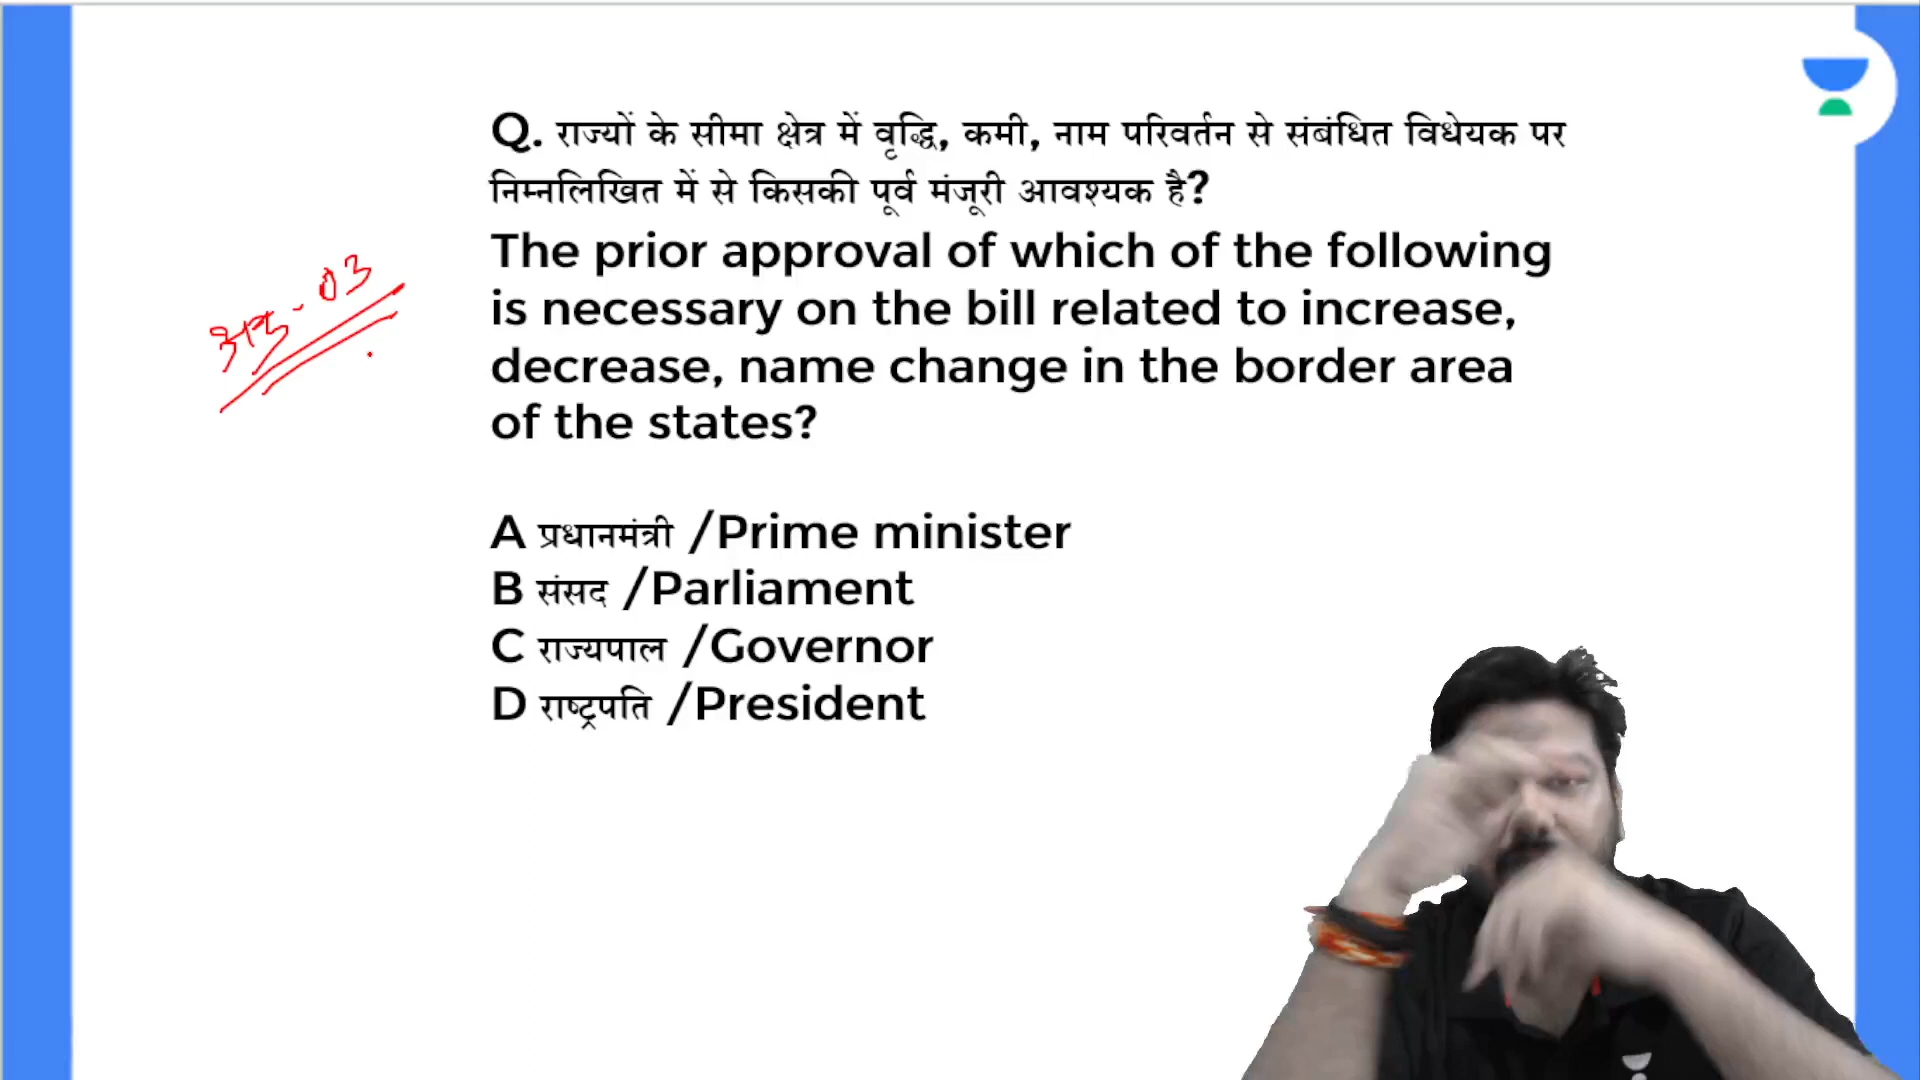 Q. राज्यों के सीमा क्षेत्र में वृद्धि, कमी, नाम परिवर्तन से संबंधित विधेयक पर
निम्नलिखित में से किसकी पूर्व मंजूरी आवश्यक है?
The prior approval of which of the following
is necessary on the bill related to increase,
decrease, name change in the border area
of the states?
अनु - 03
A प्रधानमंत्री /Prime minister
B संसद /Parliament
C राज्यपाल /Governor
D राष्ट्रपति /President